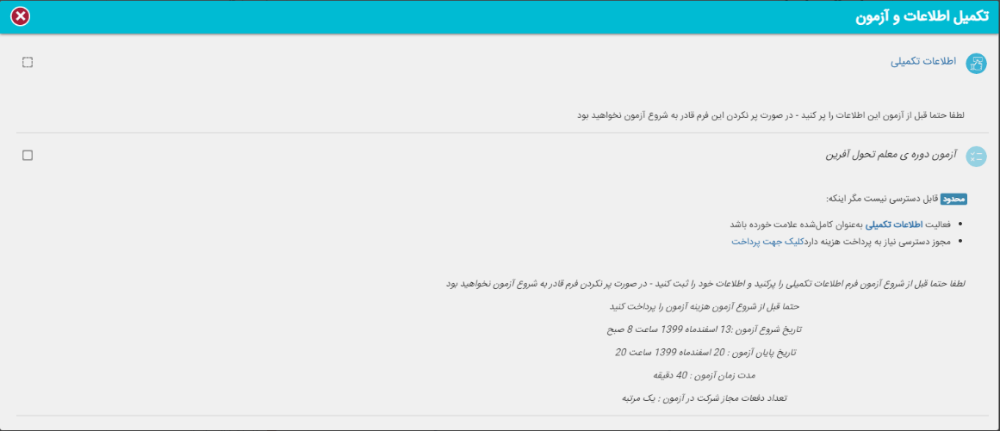 تکمیل اطلاعات و آزمون
اطلاعات تکمیلی
لطفا حتما قبل از آزمون این اطلاعات را پر کنید - در صورت پر نکردن این فرم قادر به شروع آزمون نخواهید بود
آزمون دوره ی معلم تحول آفرین
محدود قابل دسترسی نیست مگر اینکه:
فعالیت اطلاعات تکمیلی به‌عنوان کامل‌شده علامت خورده باشد
مجوز دسترسی نیاز به پرداخت هزینه داردکلیک جهت پرداخت
لطفا حتما قبل از شروع آزمون فرم اطلاعات تکمیلی را پرکنید و اطلاعات خود را ثبت کنید - در صورت پر نکردن فرم قادر به شروع آزمون نخواهید بود
حتما قبل از شروع آزمون هزینه آزمون را پرداخت کنید
تاریخ شروع آزمون :13 اسفندماه 1399 ساعت 8 صبح
تاریخ پایان آزمون : 20 اسفندماه 1399 ساعت 20
مدت زمان آزمون : 40 دقیقه
تعداد دفعات مجاز شرکت در آزمون : یک مرتبه